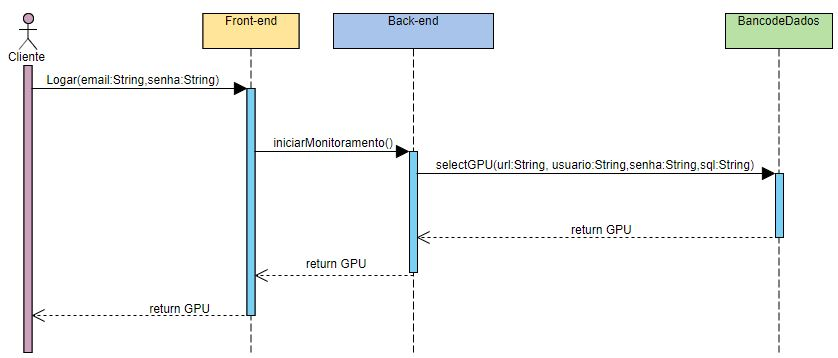 Front-end
Back-end
BancodeDados
Cliente
Logar(email:String,senha:String)
iniciarMonitoramento()
selectGPU(url:String, usuario:String,senha:String,sql:String)
return GPU
return GPU
return GPU